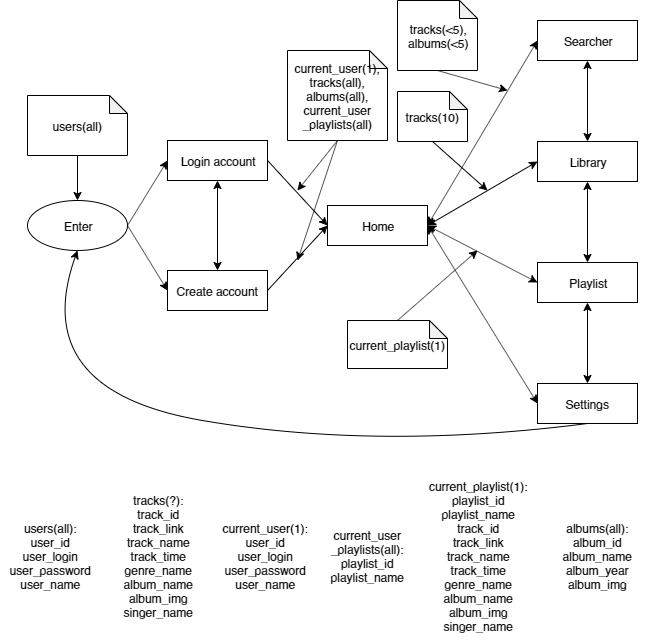 tracks(<5),
albums(<5)
Searcher
current_user(1),
tracks(all),
albums(all),
current_user
_playlists(all)
users(all)
tracks(10)
Login account
Library
Enter
Home
Create account
Playlist
current_playlist(1)
Settings
users(all):
user_id
user_login
user_password
user_name
tracks(?):
track_id
track_link
track_name
track_time
genre_name
album_name
album_img
singer_name
current_user(1):
user_id
user_login
user_password
user_name
current_user
_playlists(all):
playlist_id
playlist_name
current_playlist(1):
playlist_id
playlist_name
track_id
track_link
track_name
track_time
genre_name
album_name
album_img
singer_name
albums(all):
album_id
album_name
album_year
album_img